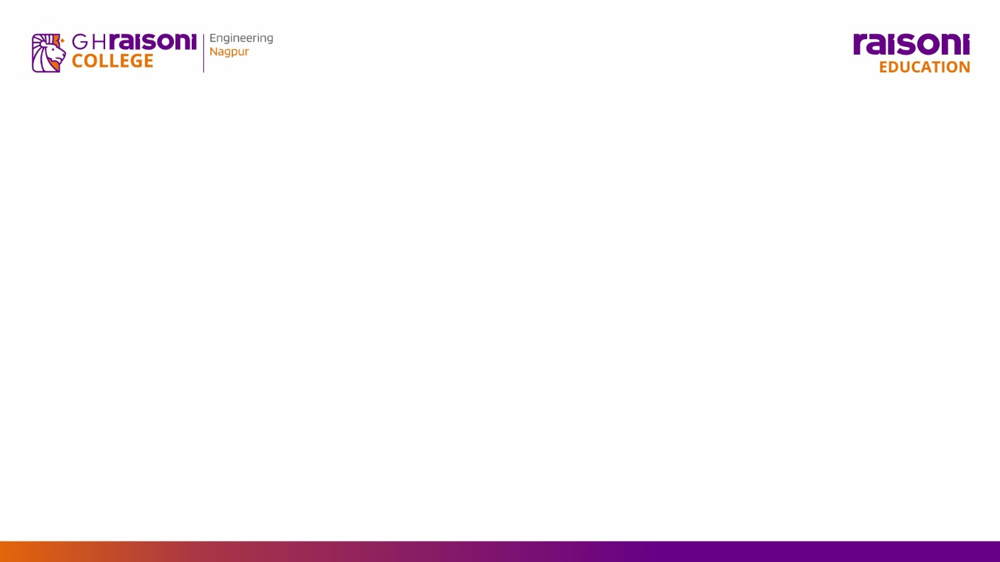 GHraisoni
COLLEGE
Engineering
Nagpur
raisoni
EDUCATION